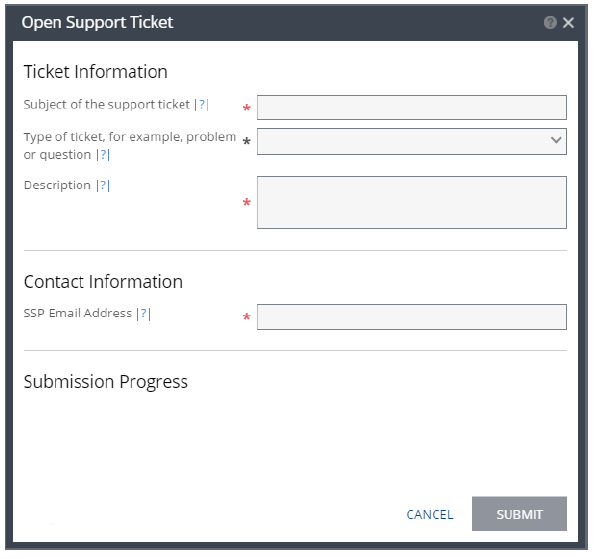 Open Support Ticket ? ×
Ticket Information
Subject of the support ticket |?| *
Type of ticket, for example, problem *
or question |?|
Description |?|
*
Contact Information
SSP Email Address |?| *
Submission Progress
CANCEL SUBMIT